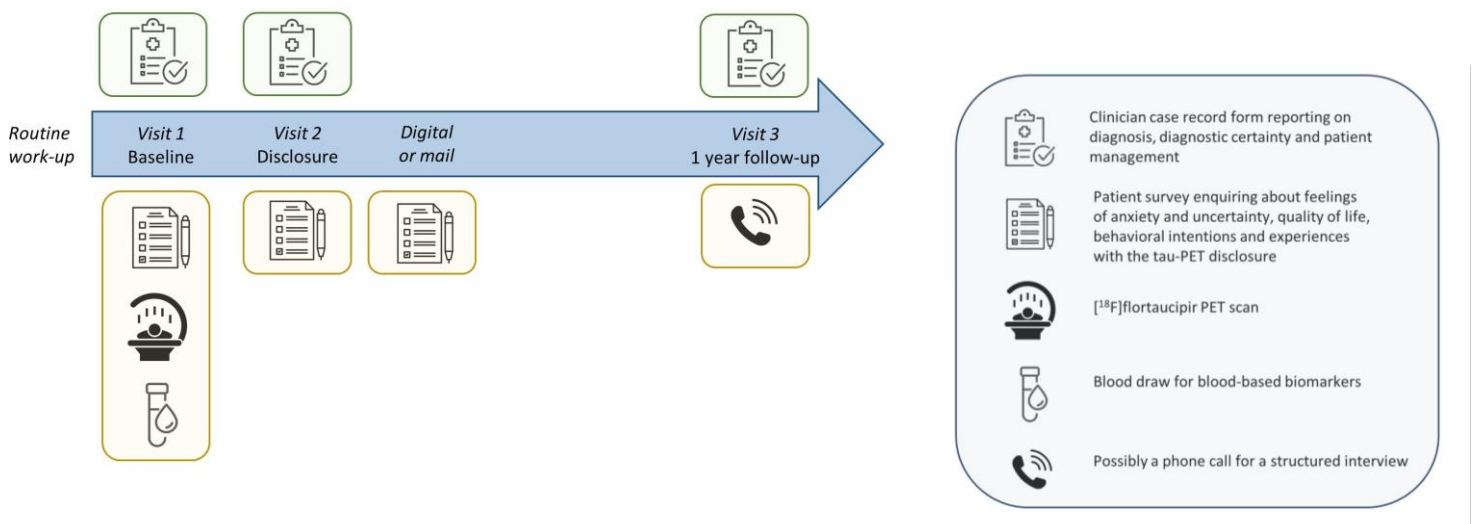 Routine
work-up
Visit 1
Baseline
Visit 2
Disclosure
Digital
or mail
Visit 3
1 year follow-up
Clinician case record form reporting on
diagnosis, diagnostic certainty and patient
management
Patient survey enquiring about feelings
of anxiety and uncertainty, quality of life,
behavioral intentions and experiences
with the tau-PET disclosure
[¹⁸F]flortaucipir PET scan
Blood draw for blood-based biomarkers
Possibly a phone call for a structured interview